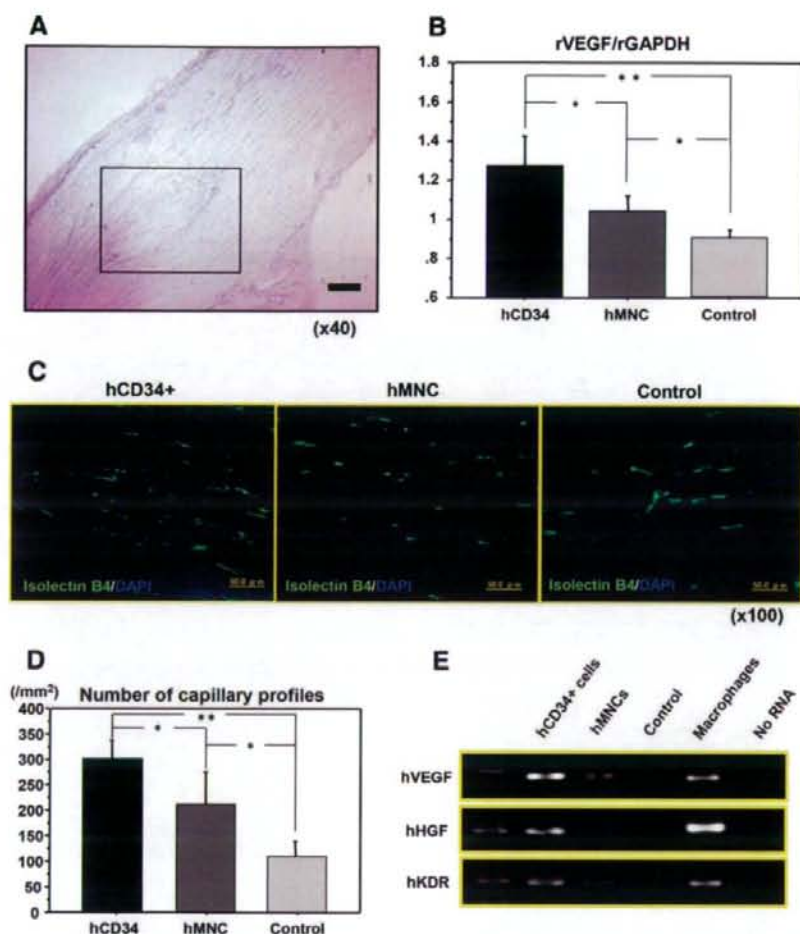 A
(x40)
B
rVEGF/rGAPDH
1.8
1.6
1.4
1.2
1
.8
.6
**
*
*
hCD34
hMNC
Control
C
hCD34+
hMNC
Control
Isolectin B4/DAPI
Isolectin B4/DAPI
Isolectin B4/DAPI
(x100)
D
(/mm²)
Number of capillary profiles
400
350
300
250
200
150
100
50
0
**
*
*
hCD34
hMNC
Control
E
hCD34+ cells
hMNCs
Control
Macrophages
No RNA
hVEGF
hHGF
hKDR